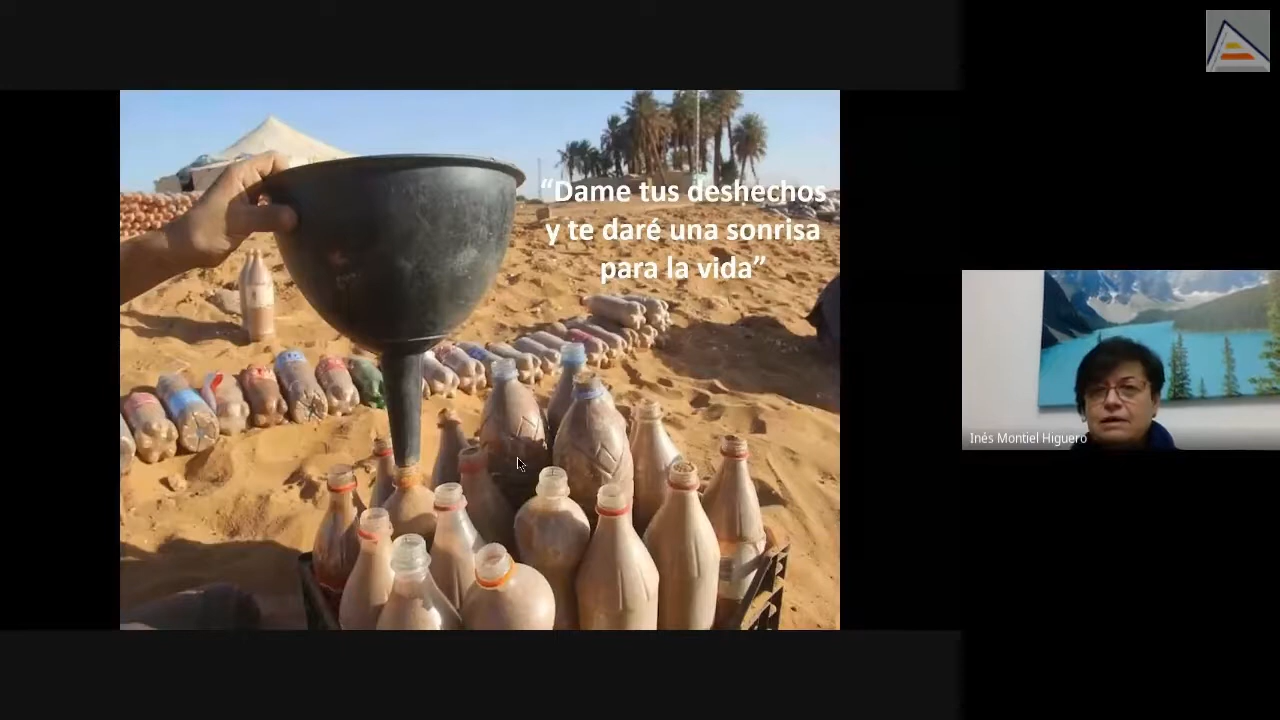 “Dame tus deshechos
y te daré una sonrisa
para la vida”
Inés Montiel Higuero